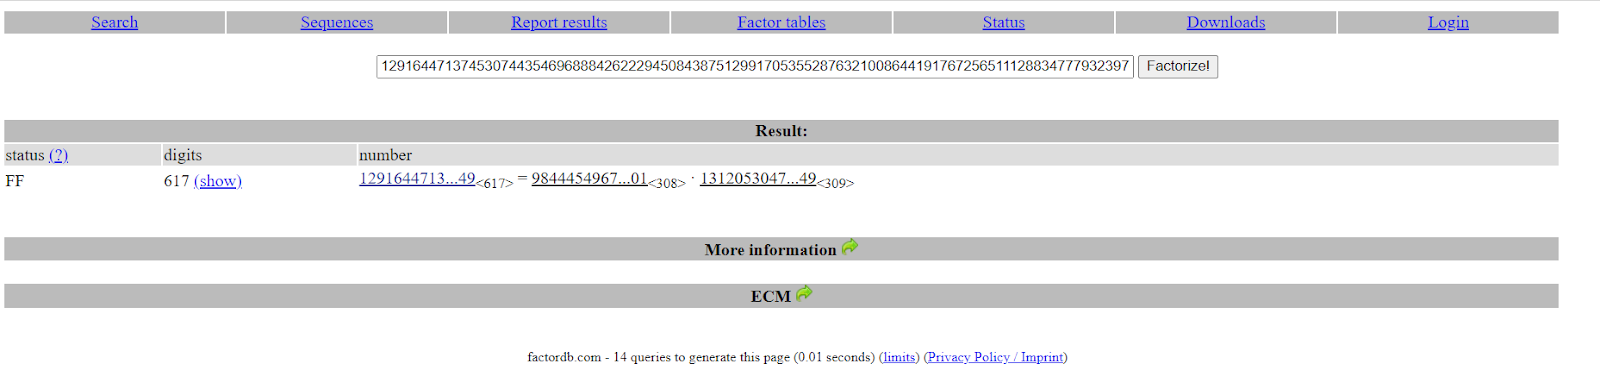 Search Sequences Report results Factor tables Status Downloads Login
1291644713745307443546968884262229450843875129917053552876321008644191767256511128834777932397 Factorize!
Result:
status (?) digits number
FF 617 (show) 1291644713...49<617> = 9844454967...01<308> · 1312053047...49<309>
More information
ECM
factordb.com - 14 queries to generate this page (0.01 seconds) (limits) (Privacy Policy / Imprint)